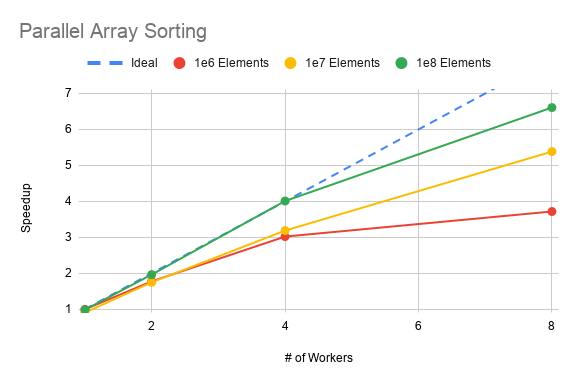 Parallel Array Sorting
Ideal 1e6 Elements 1e7 Elements 1e8 Elements
7
6
5
4
3
2
1
Speedup
2 4 6 8
# of Workers